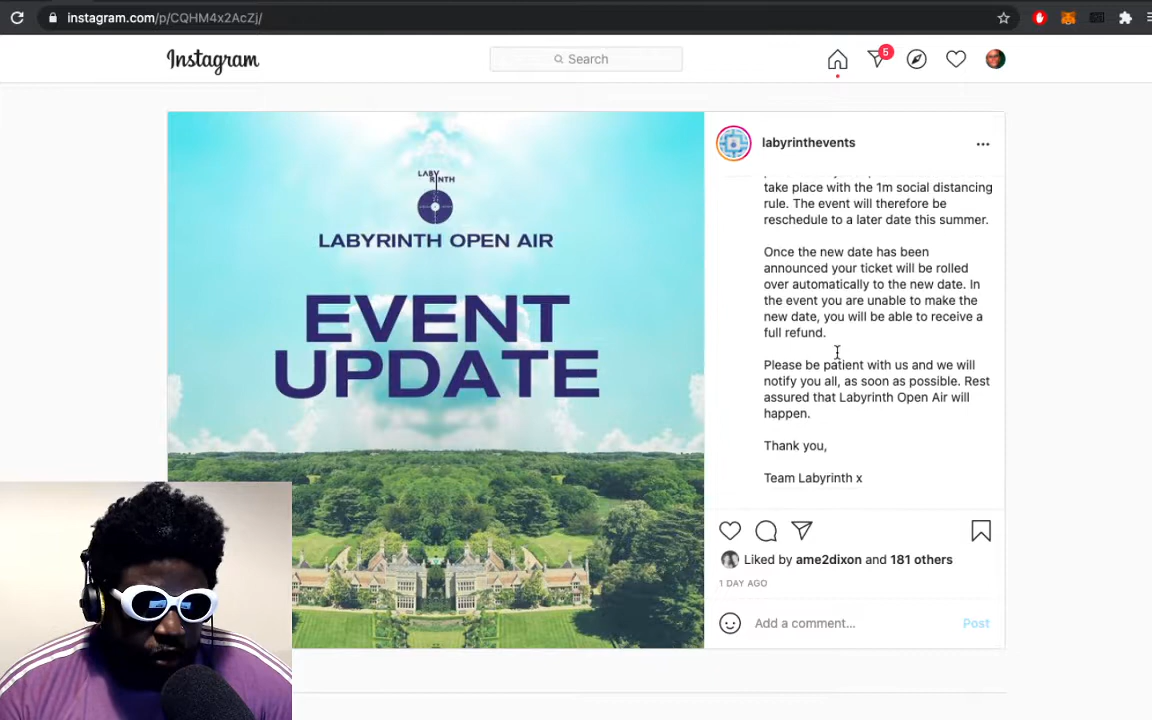 instagram.com/p/CQHM4x2AcZj/
Instagram
Search
5
LABY
RINTH
LABYRINTH OPEN AIR
EVENT
UPDATE
labyrinthevents
take place with the 1m social distancing
rule. The event will therefore be
reschedule to a later date this summer.
Once the new date has been
announced your ticket will be rolled
over automatically to the new date. In
the event you are unable to make the
new date, you will be able to receive a
full refund.
Please be patient with us and we will
notify you all, as soon as possible. Rest
assured that Labyrinth Open Air will
happen.
Thank you,
Team Labyrinth x
Liked by ame2dixon and 181 others
1 DAY AGO
Add a comment...
Post